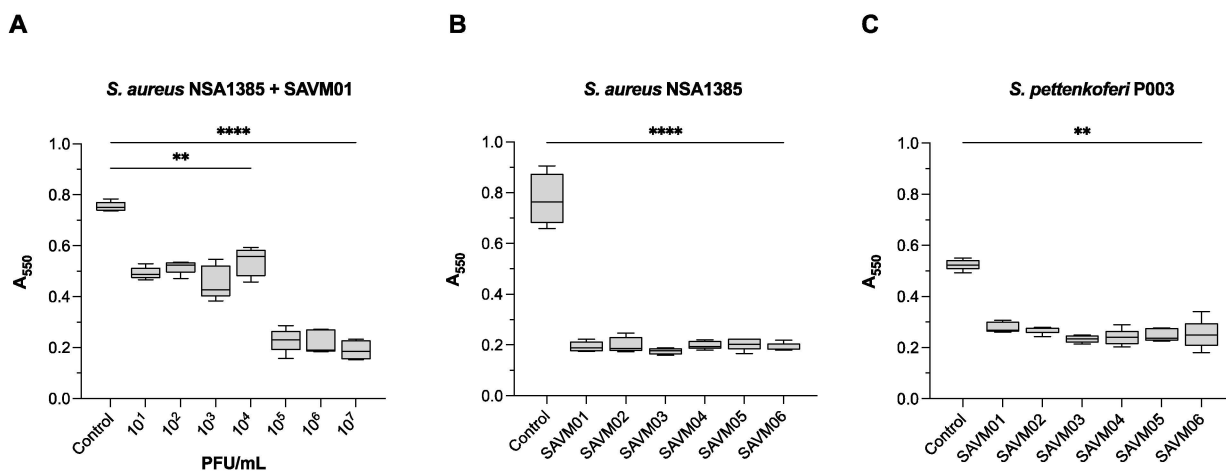 A
S. aureus NSA1385 + SAVM01
****
**
1.0
0.8
0.6
0.4
0.2
0.0
A₅₅₀
Control
10¹
10²
10³
10⁴
10⁵
10⁶
10⁷
PFU/mL
B
S. aureus NSA1385
****
1.0
0.8
0.6
0.4
0.2
0.0
A₅₅₀
Control
SAVM01
SAVM02
SAVM03
SAVM04
SAVM05
SAVM06
C
S. pettenkoferi P003
**
1.0
0.8
0.6
0.4
0.2
0.0
A₅₅₀
Control
SAVM01
SAVM02
SAVM03
SAVM04
SAVM05
SAVM06